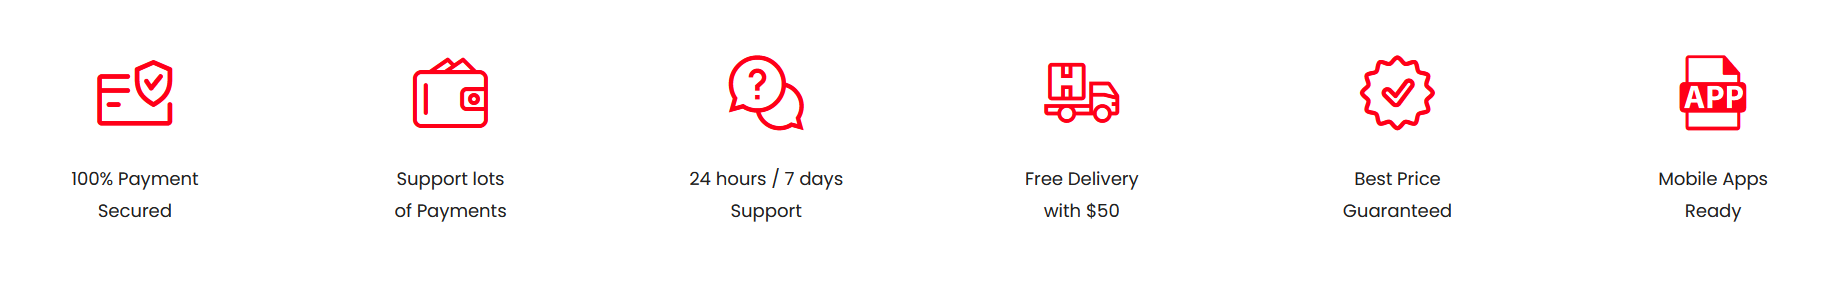 APP
100% Payment
Secured
Support lots
of Payments
24 hours / 7 days
Support
Free Delivery
with $50
Best Price
Guaranteed
Mobile Apps
Ready